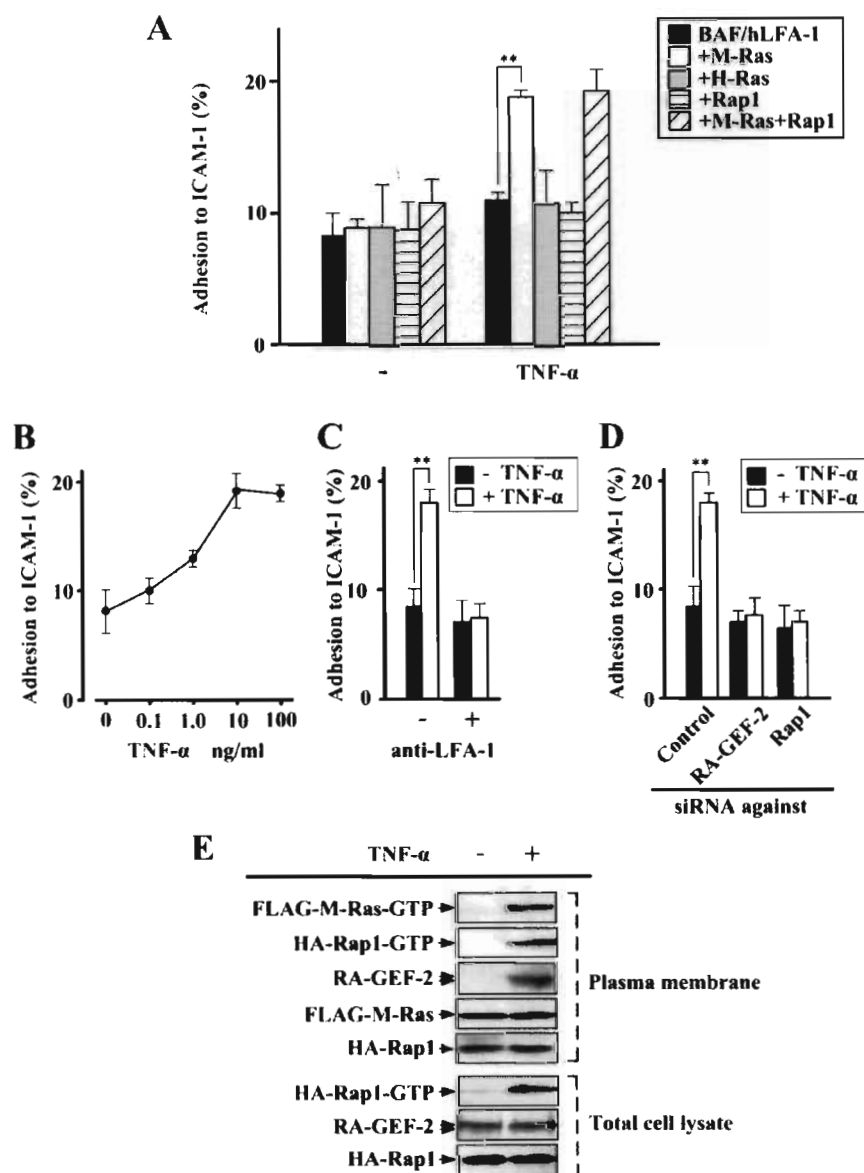 A
BAF/hLFA-1
+M-Ras
+H-Ras
+Rap1
+M-Ras+Rap1
Adhesion to ICAM-1 (%)
20
10
0
**
-
TNF-α
B
Adhesion to ICAM-1 (%)
20
10
0
0 0.1 1.0 10 100
TNF-α ng/ml
C
- TNF-α
+ TNF-α
Adhesion to ICAM-1 (%)
20
10
0
**
- +
anti-LFA-1
D
- TNF-α
+ TNF-α
Adhesion to ICAM-1 (%)
20
10
0
**
Control
RA-GEF-2
Rap1
siRNA against
E
TNF-α - +
FLAG-M-Ras-GTP
HA-Rap1-GTP
RA-GEF-2
FLAG-M-Ras
HA-Rap1
Plasma membrane
HA-Rap1-GTP
RA-GEF-2
HA-Rap1
Total cell lysate